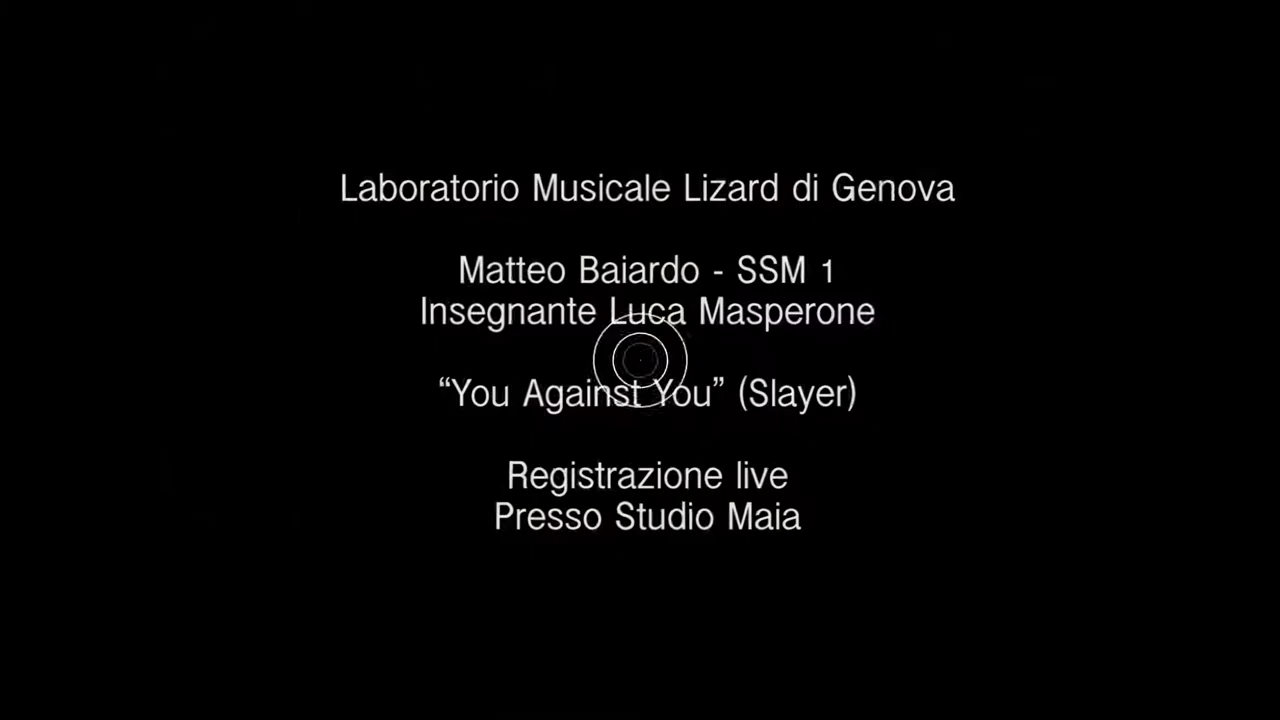 Laboratorio Musicale Lizard di Genova
Matteo Baiardo - SSM 1
Insegnante Luca Masperone
“You Against You” (Slayer)
Registrazione live
Presso Studio Maia